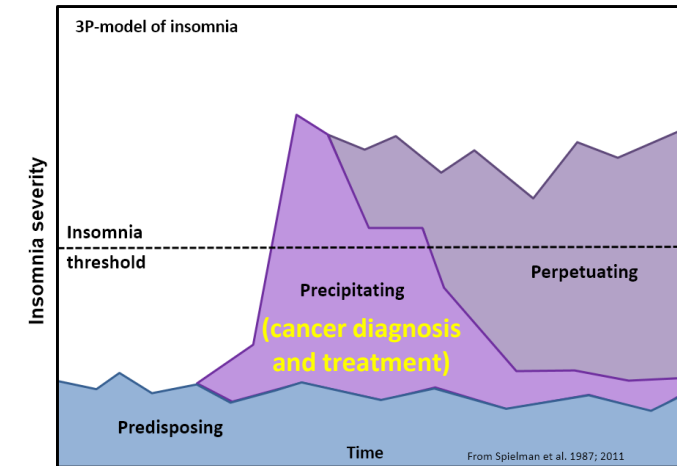 3P-model of insomnia
Insomnia severity
Insomnia
threshold
Precipitating
Perpetuating
(cancer diagnosis
and treatment)
Predisposing
Time
From Spielman et al. 1987; 2011